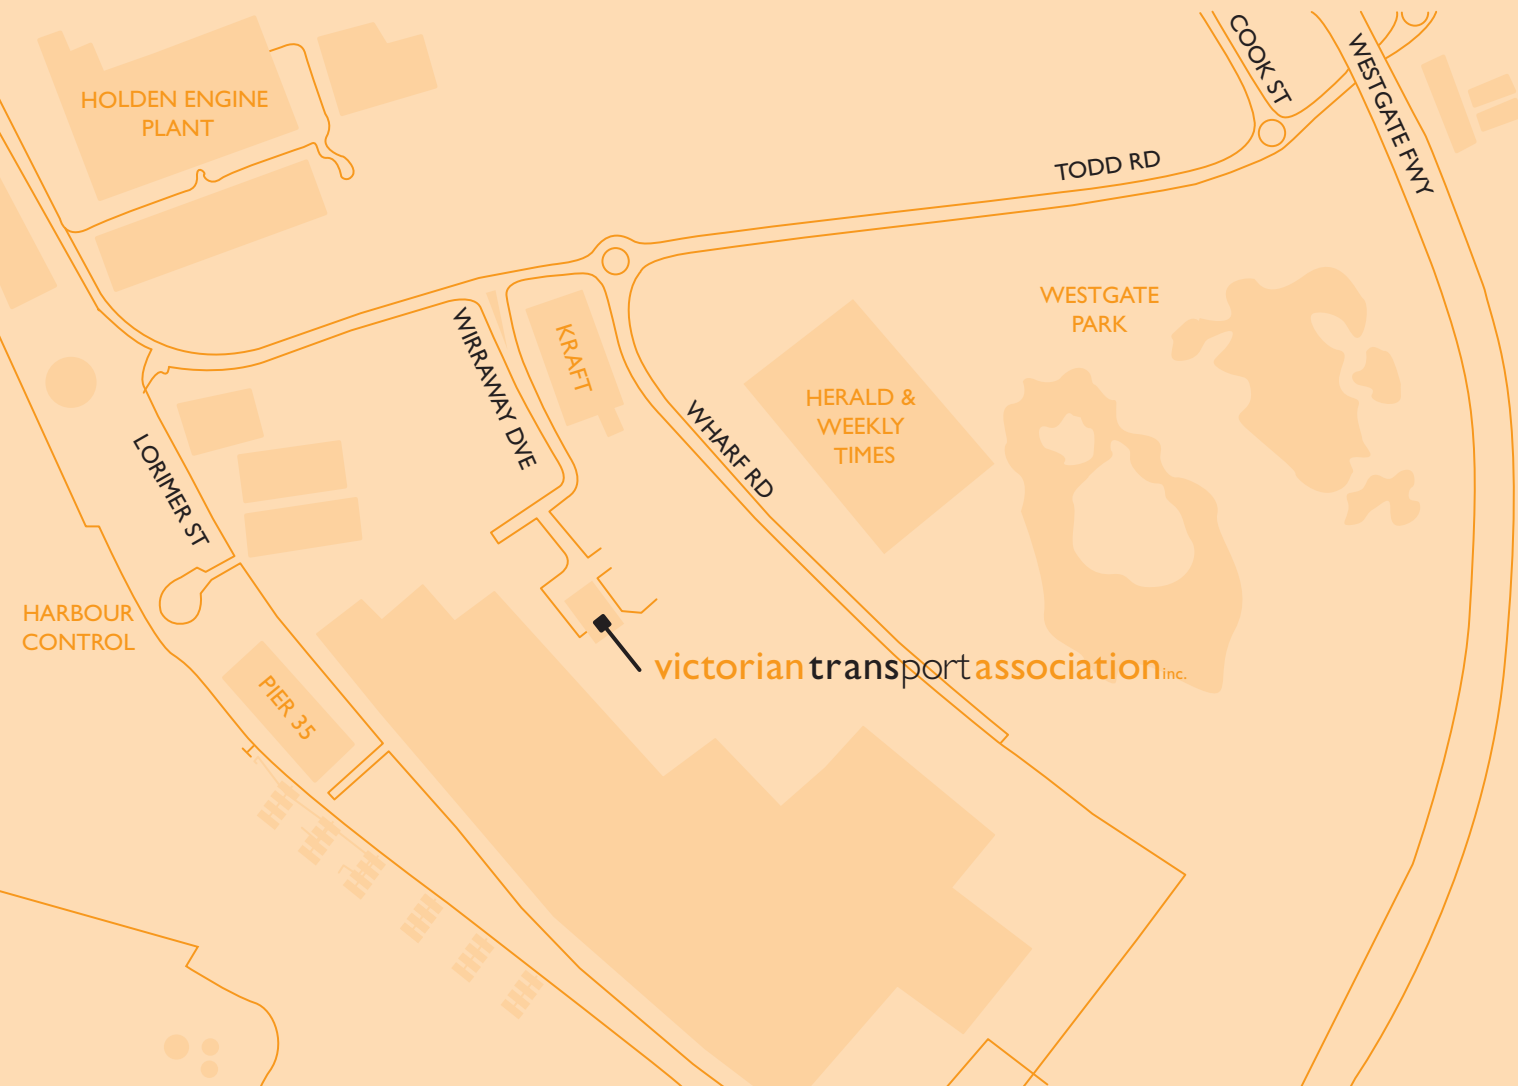 COOK ST
WESTGATE FWY
HOLDEN ENGINE
PLANT
TODD RD
WESTGATE
PARK
WIRRAWAY DVE
KRAFT
HERALD &
WEEKLY
TIMES
WHARF RD
LORIMER ST
HARBOUR
CONTROL
victorian transport association inc.
PIER 35